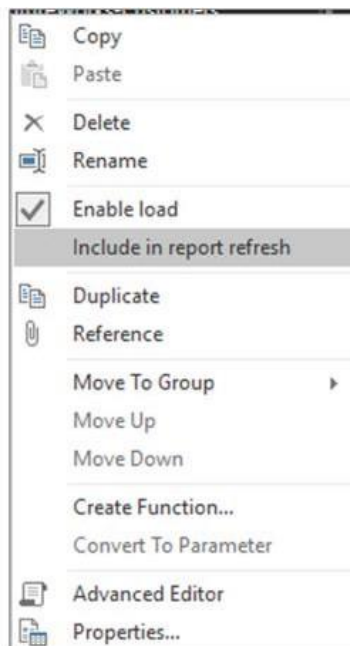 Copy
Paste
Delete
Rename
Enable load
Include in report refresh
Duplicate
Reference
Move To Group
Move Up
Move Down
Create Function...
Convert To Parameter
Advanced Editor
Properties...